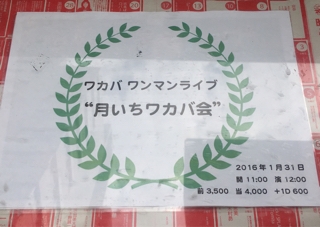 ワカバ ワンマンライブ
“月いちワカバ会”
2016年1月31日
開 11:00 演 12:00
前 3,500 当 4,000 +1D 600